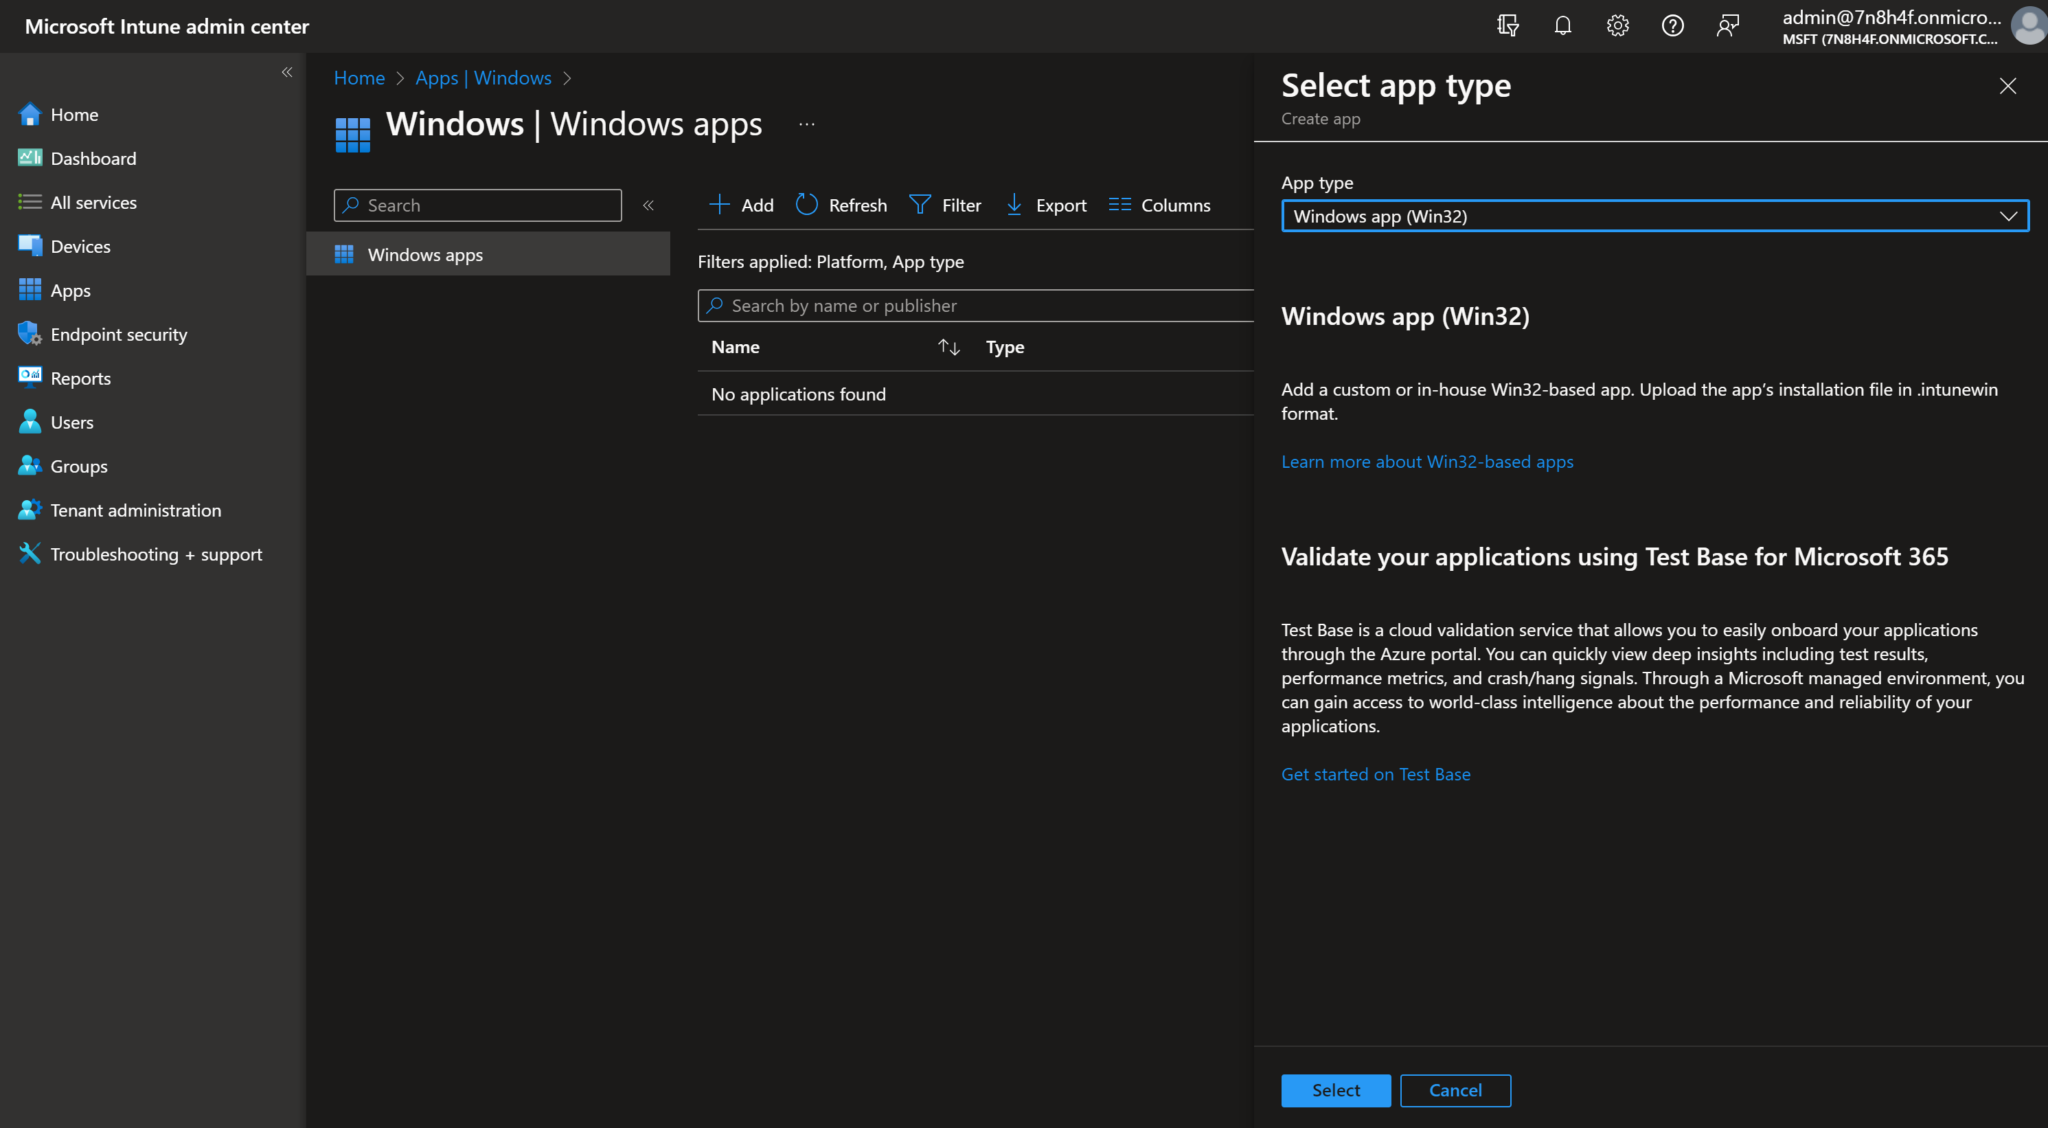 Microsoft Intune admin center
admin@7n8h4f.onmicro...
MSFT (7N8H4F.ONMICROSOFT.C...
Home
Dashboard
All services
Devices
Apps
Endpoint security
Reports
Users
Groups
Tenant administration
Troubleshooting + support
Home > Apps | Windows >
Windows | Windows apps ...
Search
Windows apps
Add Refresh Filter Export Columns
Filters applied: Platform, App type
Search by name or publisher
Name Type
No applications found
Select app type
Create app
App type
Windows app (Win32)
Windows app (Win32)
Add a custom or in-house Win32-based app. Upload the app’s installation file in .intunewin
format.
Learn more about Win32-based apps
Validate your applications using Test Base for Microsoft 365
Test Base is a cloud validation service that allows you to easily onboard your applications
through the Azure portal. You can quickly view deep insights including test results,
performance metrics, and crash/hang signals. Through a Microsoft managed environment, you
can gain access to world-class intelligence about the performance and reliability of your
applications.
Get started on Test Base
Select Cancel